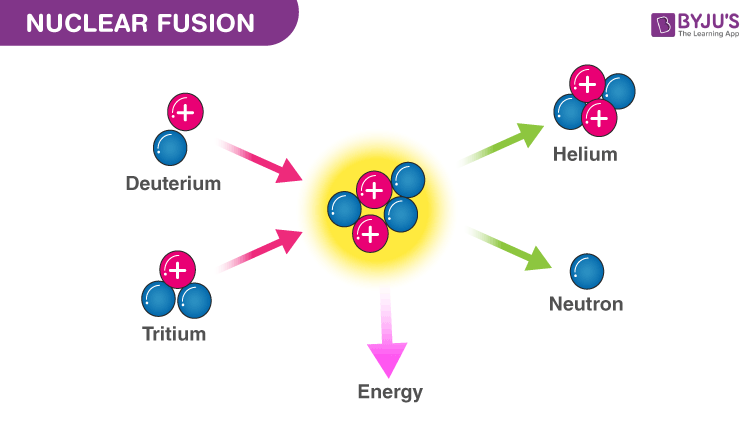 NUCLEAR FUSION
BYJU'S
The Learning App
Deuterium
Helium
Tritium
Neutron
Energy